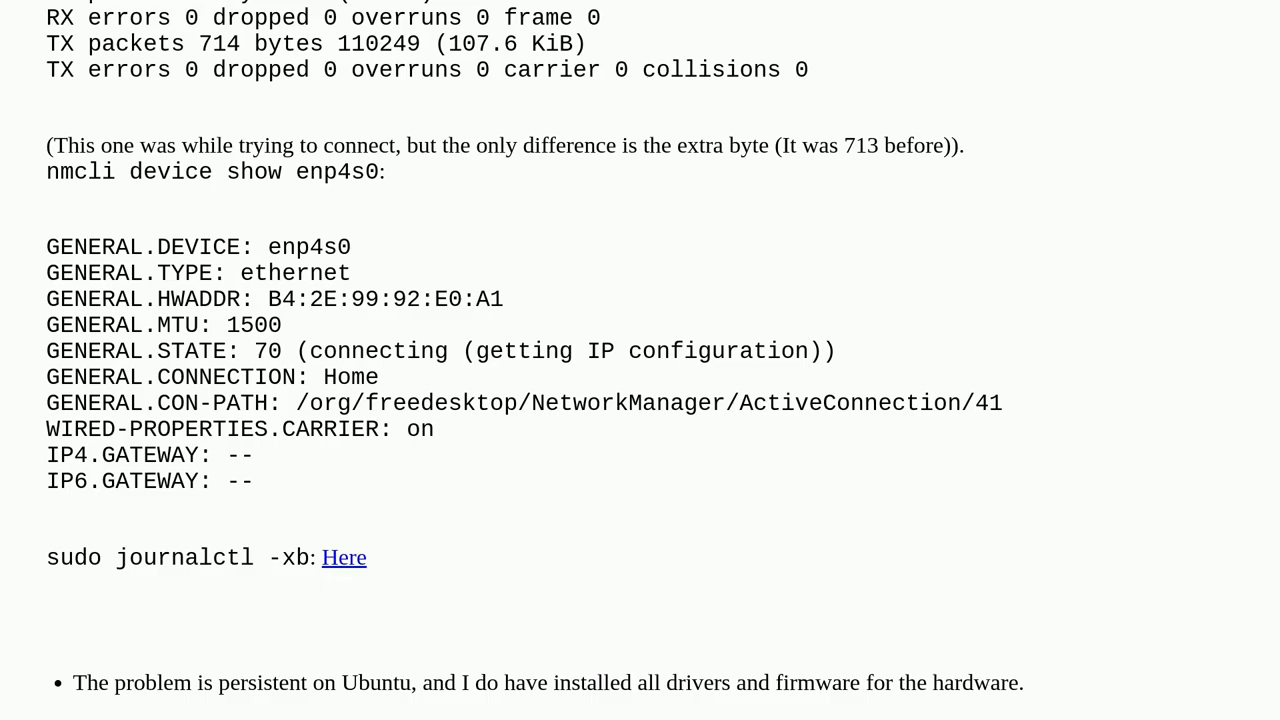 RX errors 0 dropped 0 overruns 0 frame 0
TX packets 714 bytes 110249 (107.6 KiB)
TX errors 0 dropped 0 overruns 0 carrier 0 collisions 0
(This one was while trying to connect, but the only difference is the extra byte (It was 713 before)).
nmcli device show enp4s0:
GENERAL.DEVICE: enp4s0
GENERAL.TYPE: ethernet
GENERAL.HWADDR: B4:2E:99:92:E0:A1
GENERAL.MTU: 1500
GENERAL.STATE: 70 (connecting (getting IP configuration))
GENERAL.CONNECTION: Home
GENERAL.CON-PATH: /org/freedesktop/NetworkManager/ActiveConnection/41
WIRED-PROPERTIES.CARRIER: on
IP4.GATEWAY: --
IP6.GATEWAY: --
sudo journalctl -xb: Here
• The problem is persistent on Ubuntu, and I do have installed all drivers and firmware for the hardware.